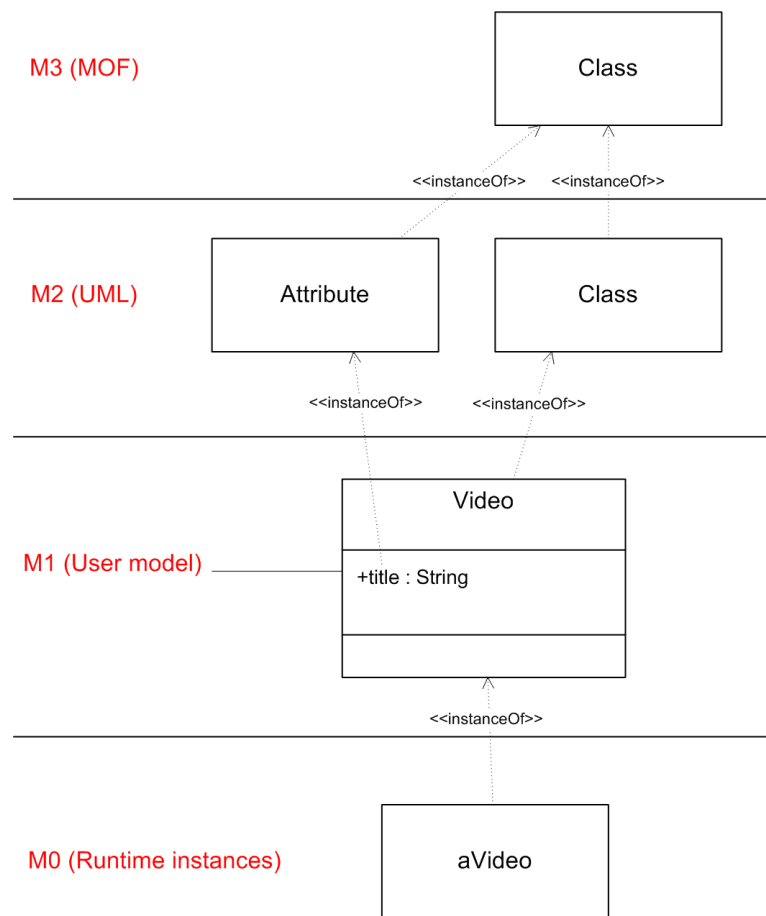 M3 (MOF)
Class
<<instanceOf>>
<<instanceOf>>
M2 (UML)
Attribute
Class
<<instanceOf>>
<<instanceOf>>
Video
M1 (User model)
+title : String
<<instanceOf>>
M0 (Runtime instances)
aVideo